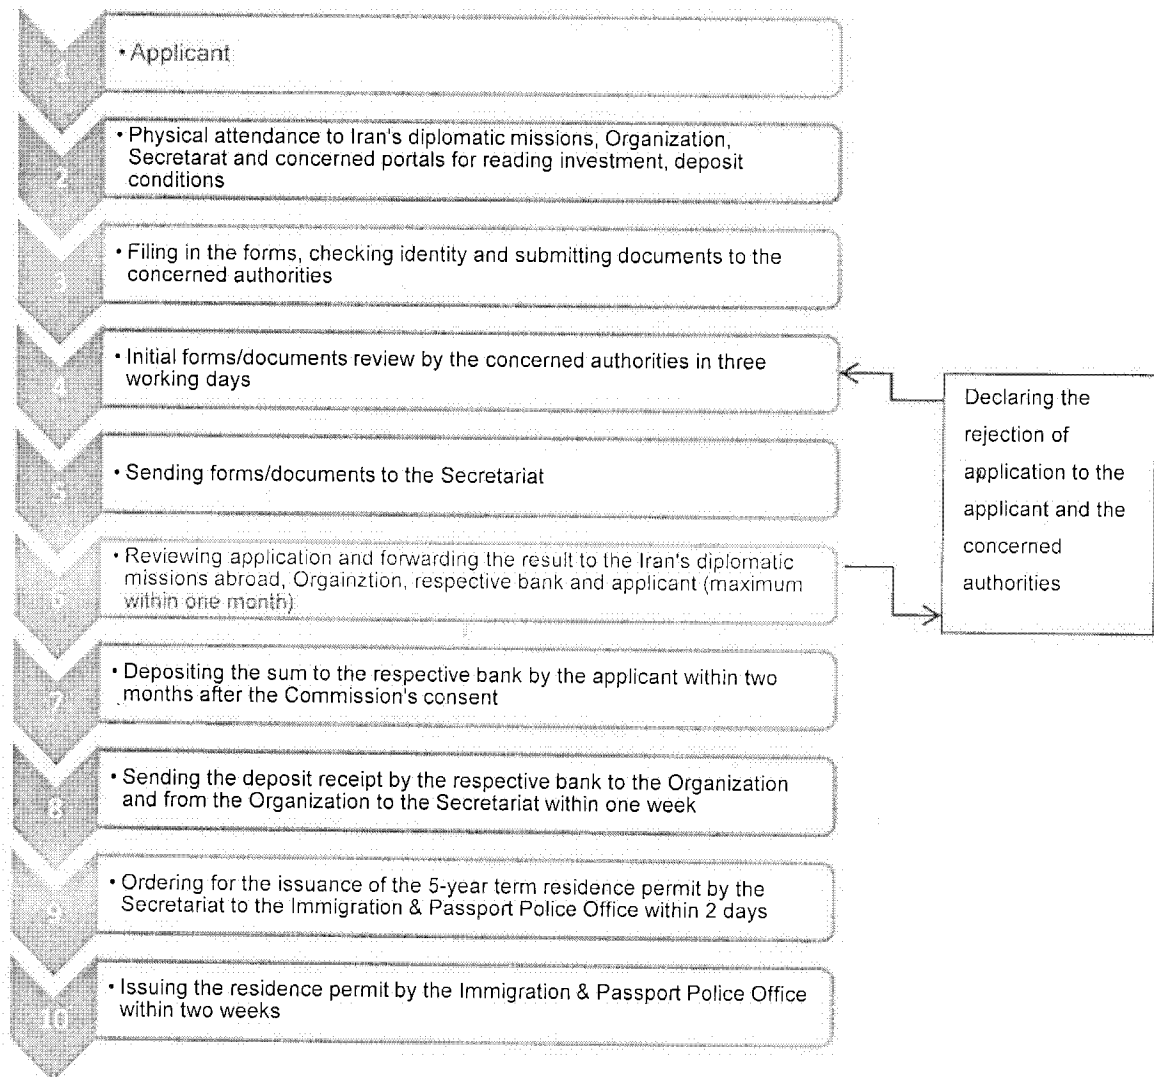 1
• Applicant
2
• Physical attendance to Iran's diplomatic missions, Organization,
Secretarat and concerned portals for reading investment, deposit
conditions
3
• Filing in the forms, checking identity and submitting documents to the
concerned authorities
4
• Initial forms/documents review by the concerned authorities in three
working days
5
• Sending forms/documents to the Secretariat
6
• Reviewing application and forwarding the result to the Iran's diplomatic
missions abroad, Orgainztion, respective bank and applicant (maximum
within one month)
7
• Depositing the sum to the respective bank by the applicant within two
months after the Commission's consent
8
• Sending the deposit receipt by the respective bank to the Organization
and from the Organization to the Secretariat within one week
9
• Ordering for the issuance of the 5-year term residence permit by the
Secretariat to the Immigration & Passport Police Office within 2 days
10
• Issuing the residence permit by the Immigration & Passport Police Office
within two weeks
Declaring the
rejection of
application to the
applicant and the
concerned
authorities